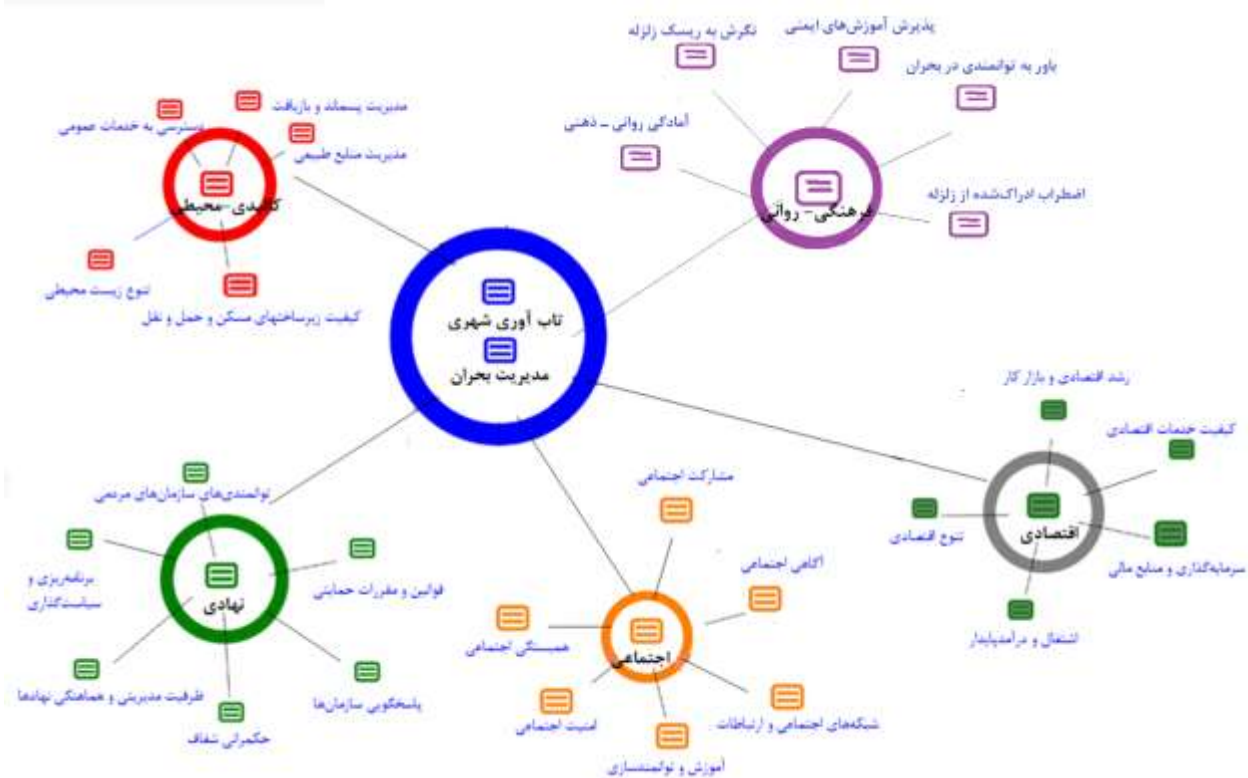 نگرش به ریسک زلزله
پذیرش آموزش‌های ایمنی
باور به توانمندی در بحران
آمادگی روانی – ذهنی
اضطراب ادراک‌شده از زلزله
فرهنگی- روانی
مدیریت پسماند و بازیافت
دسترسی به خدمات عمومی
مدیریت منابع طبیعی
کالبدی-محیطی
تنوع زیست محیطی
کیفیت زیرساختهای مسکن و حمل و نقل
تاب آوری شهری
مدیریت بحران
رشد اقتصادی و بازار کار
کیفیت خدمات اقتصادی
تنوع اقتصادی
اقتصادی
سرمایه‌گذاری و منابع مالی
اشتغال و درآمدپایدار
مشارکت اجتماعی
آگاهی اجتماعی
همبستگی اجتماعی
اجتماعی
امنیت اجتماعی
شبکه‌های اجتماعی و ارتباطات
آموزش و توانمندسازی
توانمندی‌های سازمان‌های مردمی
قوانین و مقررات حمایتی
برنامه‌ریزی و
سیاست‌گذاری
نهادی
ظرفیت مدیریتی و هماهنگی نهادها
پاسخگویی سازمان‌ها
حکمرانی شفاف